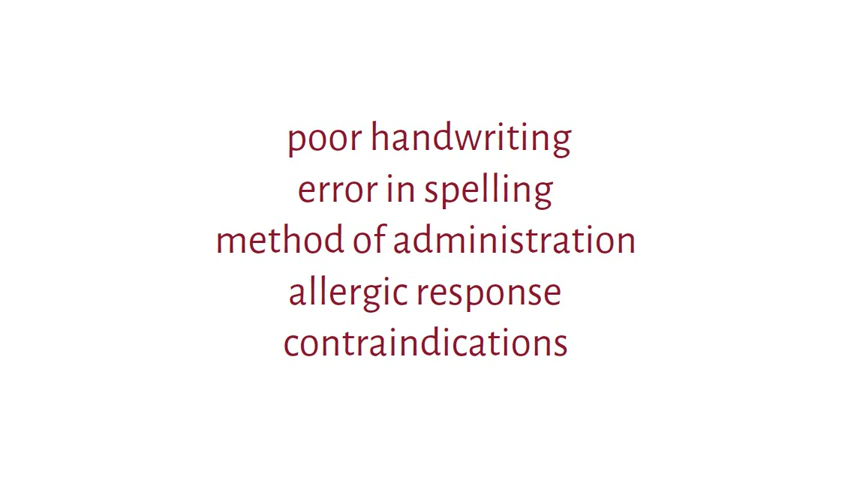 poor handwriting
error in spelling
method of administration
allergic response
contraindications